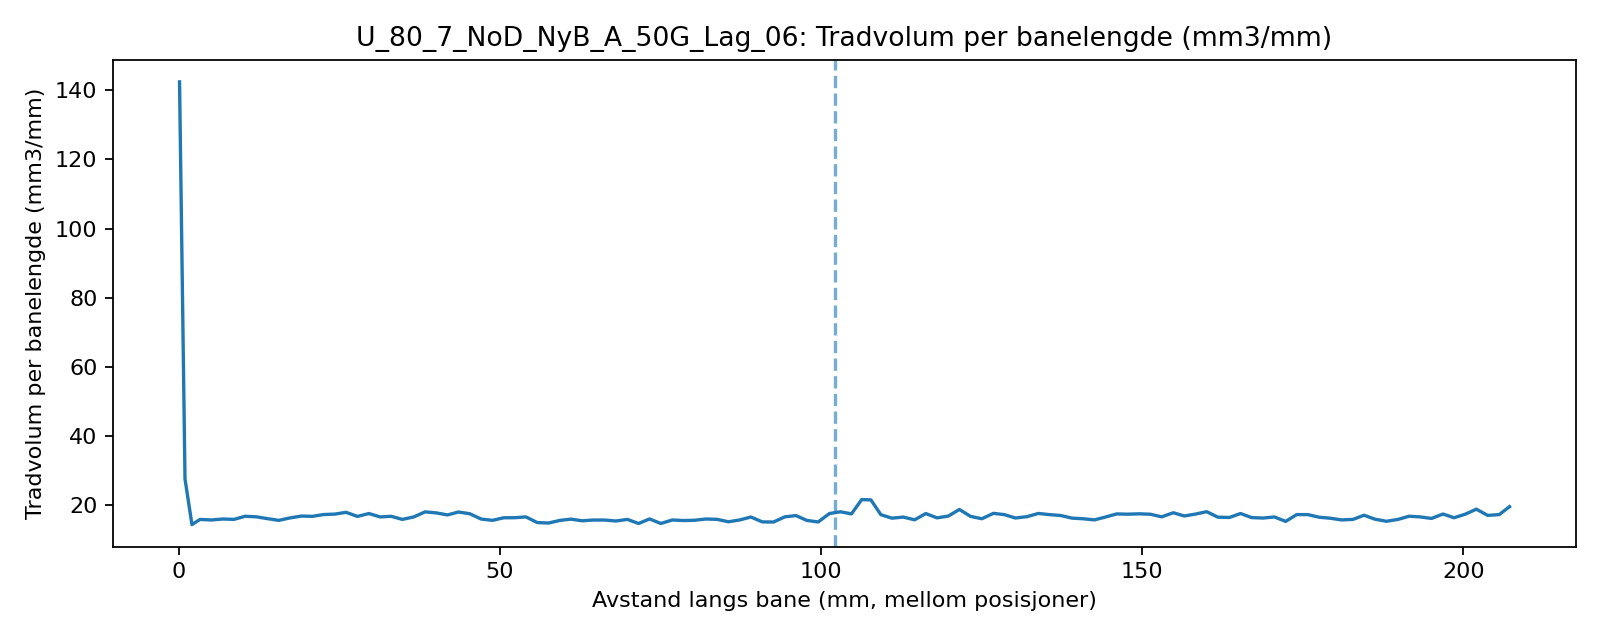 U_80_7_NoD_NyB_A_50G_Lag_06: Tradvolum per banelengde (mm3/mm)
Tradvolum per banelengde (mm3/mm)
140
120
100
80
60
40
20
0 50 100 150 200
Avstand langs bane (mm, mellom posisjoner)